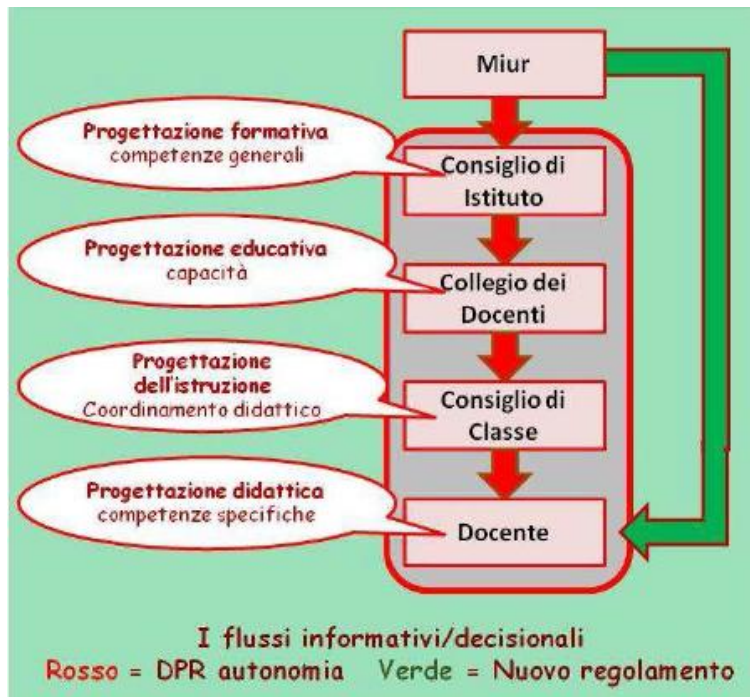 Miur
Progettazione formativa
competenze generali
Consiglio di
Istituto
Progettazione educativa
capacità
Collegio dei
Docenti
Progettazione
dell'istruzione
Coordinamento didattico
Consiglio di
Classe
Progettazione didattica
competenze specifiche
Docente
I flussi informativi/decisionali
Rosso = DPR autonomia Verde = Nuovo regolamento